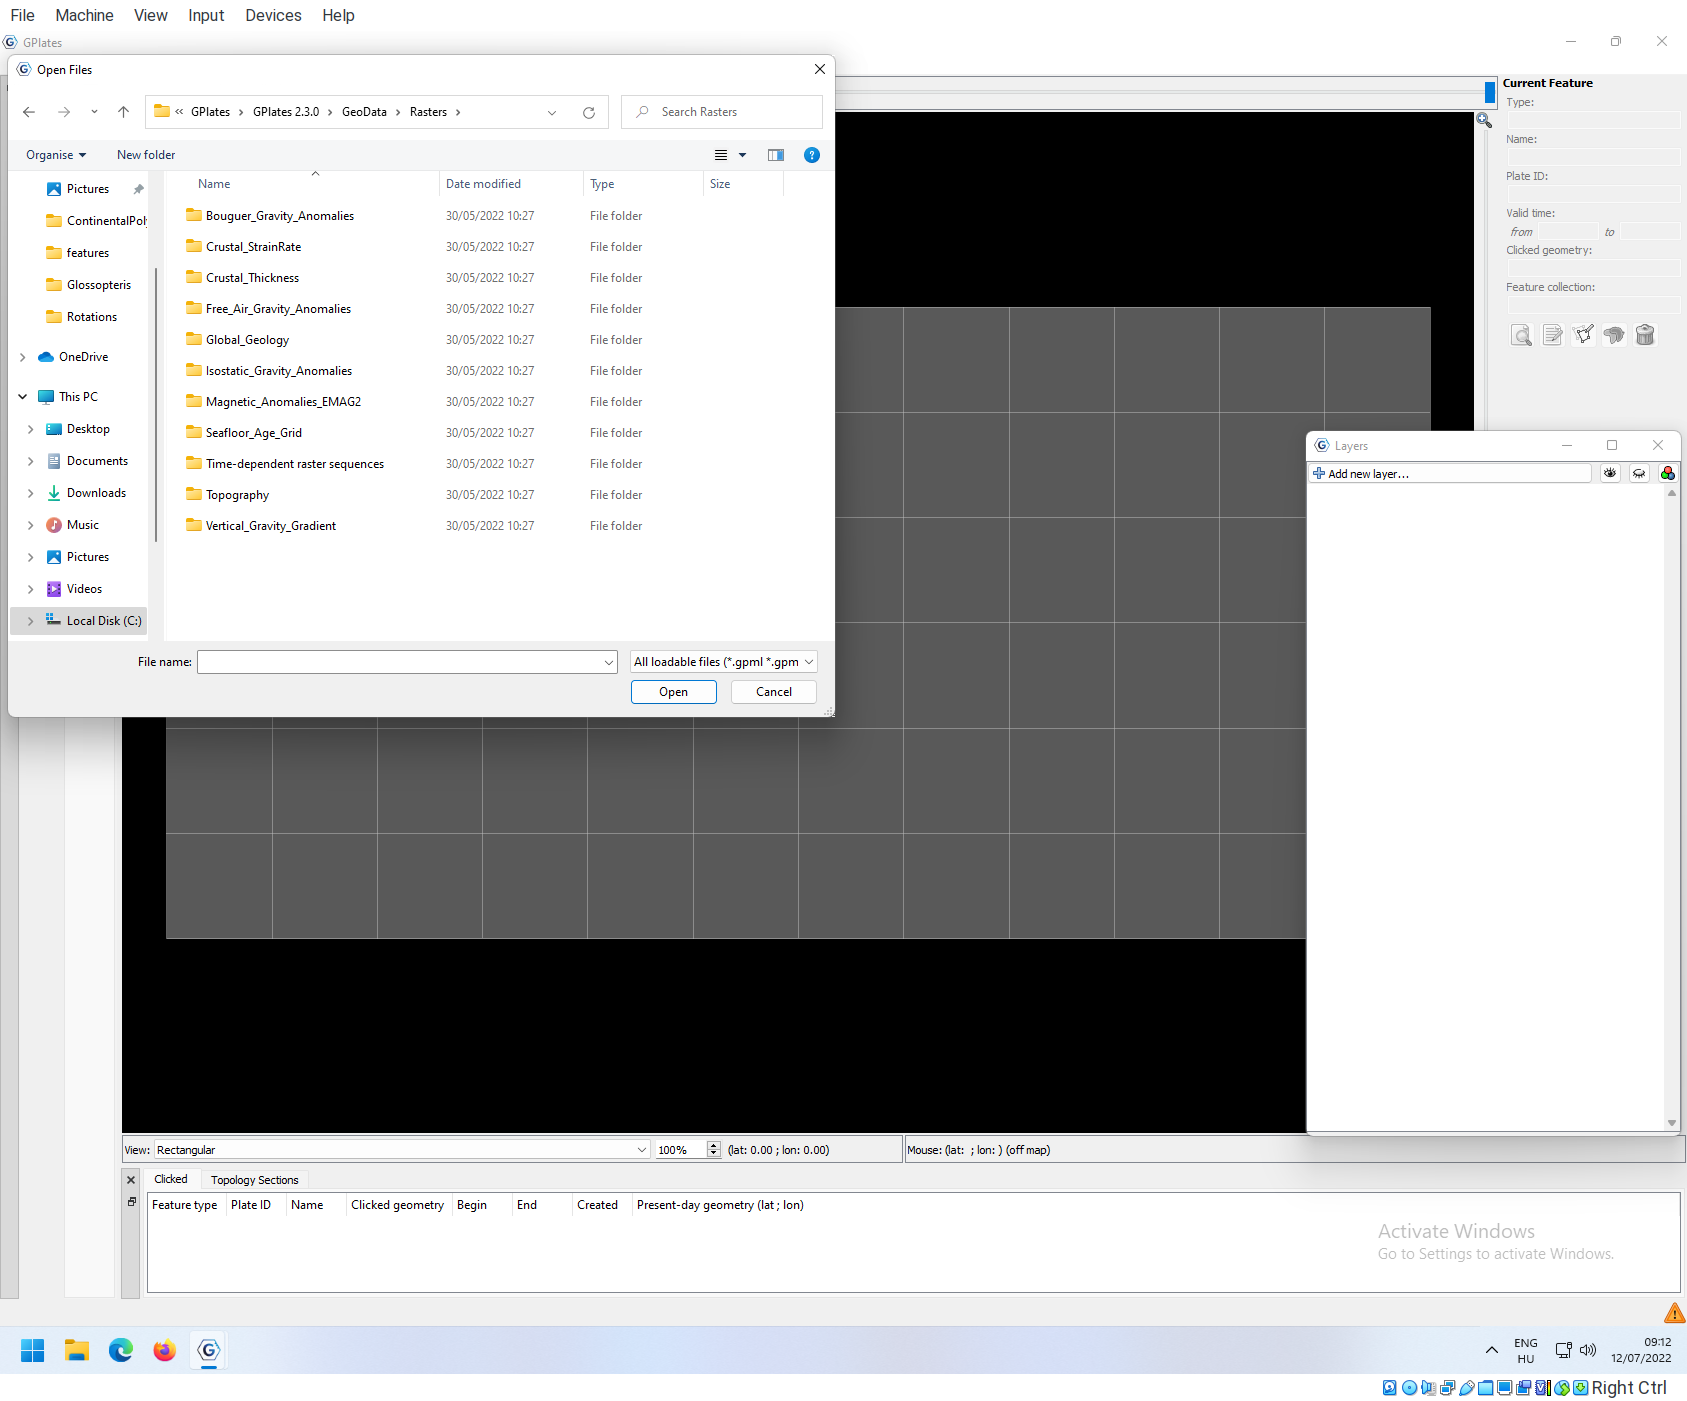 File Machine View Input Devices Help
GPlates
Open Files
« GPlates > GPlates 2.3.0 > GeoData > Rasters >
Search Rasters
Organise New folder
Name Date modified Type Size
Pictures
ContinentalPoly
features
Glossopteris
Rotations
OneDrive
This PC
Desktop
Documents
Downloads
Music
Pictures
Videos
Local Disk (C:)
Bouguer_Gravity_Anomalies 30/05/2022 10:27 File folder
Crustal_StrainRate 30/05/2022 10:27 File folder
Crustal_Thickness 30/05/2022 10:27 File folder
Free_Air_Gravity_Anomalies 30/05/2022 10:27 File folder
Global_Geology 30/05/2022 10:27 File folder
Isostatic_Gravity_Anomalies 30/05/2022 10:27 File folder
Magnetic_Anomalies_EMAG2 30/05/2022 10:27 File folder
Seafloor_Age_Grid 30/05/2022 10:27 File folder
Time-dependent raster sequences 30/05/2022 10:27 File folder
Topography 30/05/2022 10:27 File folder
Vertical_Gravity_Gradient 30/05/2022 10:27 File folder
File name:
All loadable files (*.gpml *.gpm
Open Cancel
Current Feature
Type:
Name:
Plate ID:
Valid time:
from to
Clicked geometry:
Feature collection:
Layers
Add new layer...
View: Rectangular 100% (lat: 0.00 ; lon: 0.00) Mouse: (lat: ; lon: ) (off map)
Clicked Topology Sections
Feature type Plate ID Name Clicked geometry Begin End Created Present-day geometry (lat ; lon)
Activate Windows
Go to Settings to activate Windows.
ENG
HU
09:12
12/07/2022
Right Ctrl